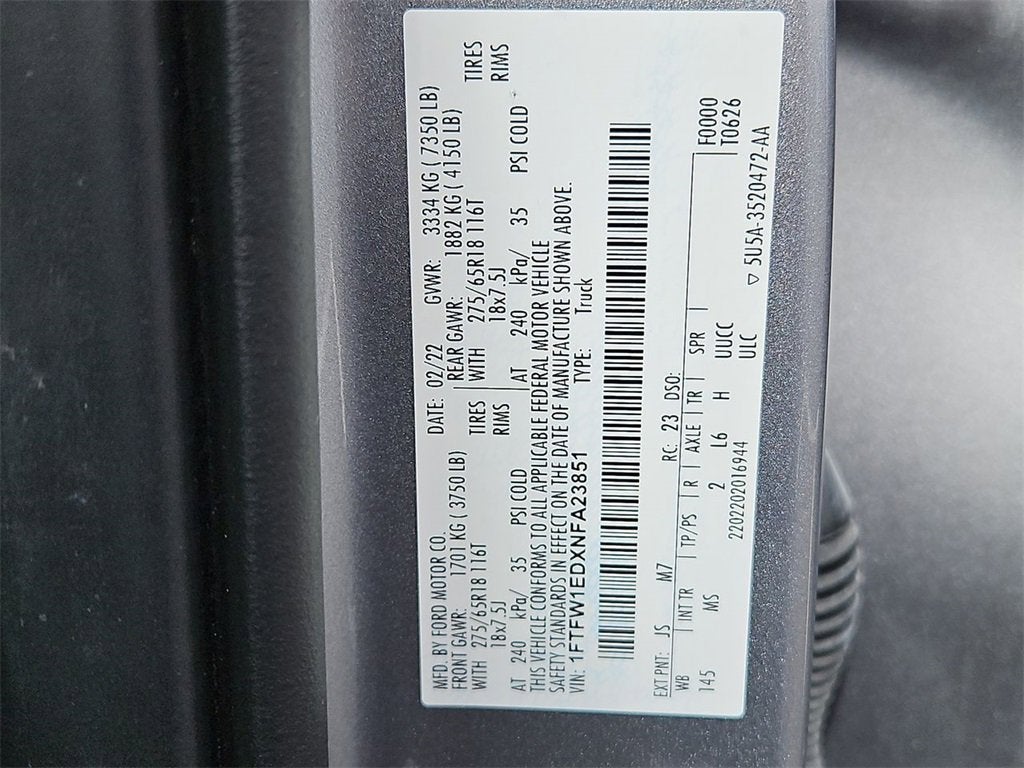 MFD. BY FORD MOTOR CO. DATE: 02/22 GVWR: 3334 KG ( 7350 LB)
FRONT GAWR: 1701 KG ( 3750 LB) REAR GAWR: 1882 KG ( 4150 LB)
WITH 275/65R18 116T TIRES WITH 275/65R18 116T TIRES
18x7.5J RIMS 18x7.5J RIMS
AT 240 kPa/ 35 PSI COLD AT 240 kPa/ 35 PSI COLD
THIS VEHICLE CONFORMS TO ALL APPLICABLE FEDERAL MOTOR VEHICLE
SAFETY STANDARDS IN EFFECT ON THE DATE OF MANUFACTURE SHOWN ABOVE.
VIN: 1FTFW1EDXNFA23851 TYPE: Truck
EXT PNT: JS M7 RC: 23 DSO: F0000
WB INT TR TP/PS R AXLE TR SPR T0626
145 MS 2 L6 H UUCC
2202202016944 ULC
▽ 5U5A-3520472-AA